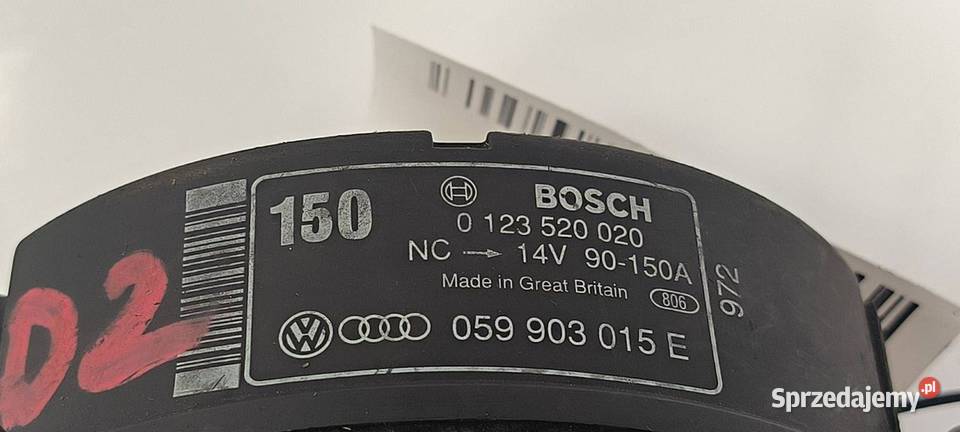 D2
150
BOSCH
0 123 520 020
NC → 14V 90-150A
Made in Great Britain
806
972
VW
059 903 015 E
Sprzedajemy.pl